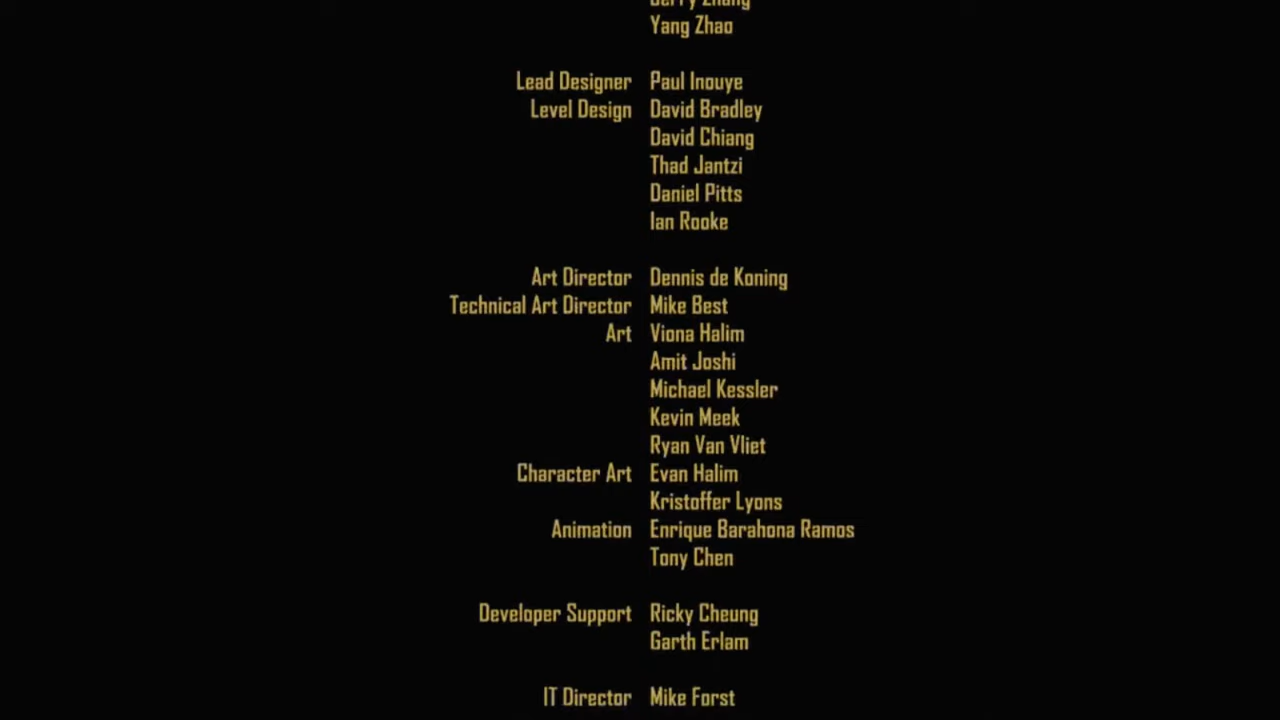 Yang Zhao
Lead Designer Paul Inouye
Level Design David Bradley
David Chiang
Thad Jantzi
Daniel Pitts
Ian Rooke
Art Director Dennis de Koning
Technical Art Director Mike Best
Art Viona Halim
Amit Joshi
Michael Kessler
Kevin Meek
Ryan Van Vliet
Character Art Evan Halim
Kristoffer Lyons
Animation Enrique Barahona Ramos
Tony Chen
Developer Support Ricky Cheung
Garth Erlam
IT Director Mike Forst